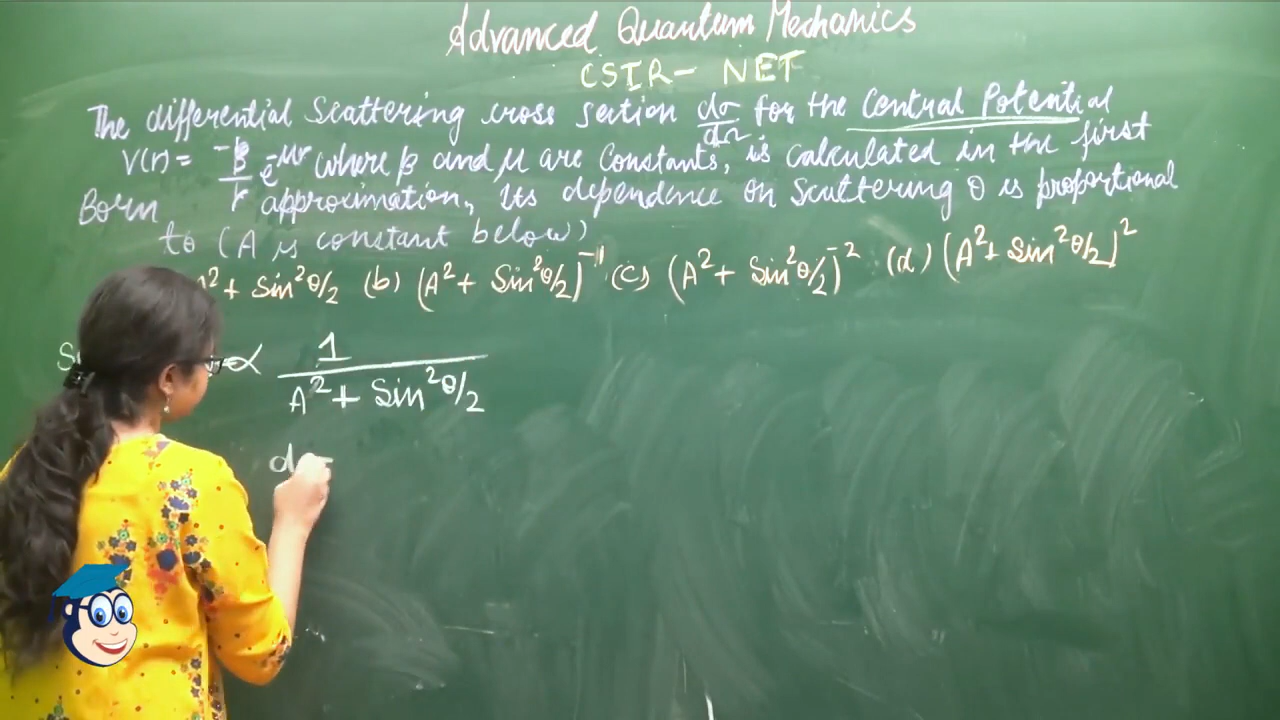 Advanced Quantum Mechanics
CSIR- NET
The differential Scattering cross section dσ/dΩ for the Central Potential
V(r) = -β/r e^-μr where β and μ are Constants, is calculated in the first
Born approximation, Its dependence on Scattering θ is proportional
to (A is constant below)
A² + Sin²θ/2 (b) (A² + Sin²θ/2)^-1 (c) (A² + Sin²θ/2)^-2 (d) (A² + Sin²θ/2)²
∝ 1/(A² + Sin²θ/2)